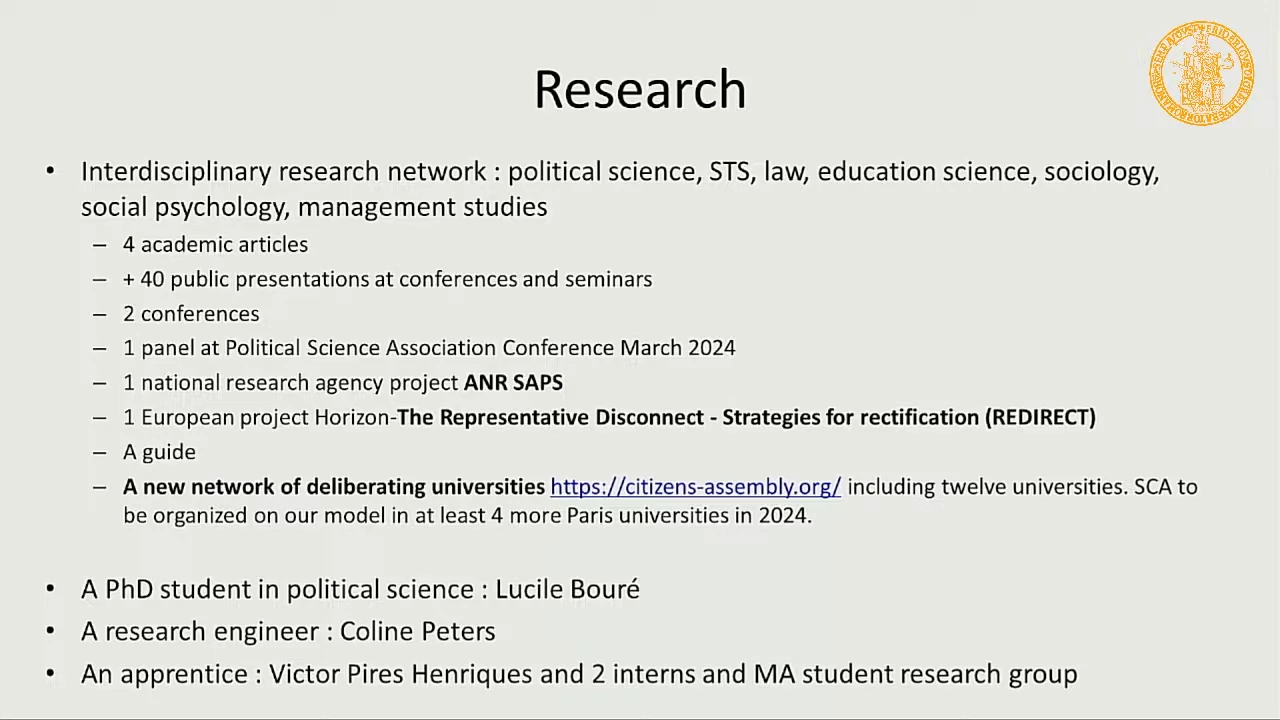 Research
• Interdisciplinary research network : political science, STS, law, education science, sociology,
social psychology, management studies
– 4 academic articles
– + 40 public presentations at conferences and seminars
– 2 conferences
– 1 panel at Political Science Association Conference March 2024
– 1 national research agency project ANR SAPS
– 1 European project Horizon-The Representative Disconnect - Strategies for rectification (REDIRECT)
– A guide
– A new network of deliberating universities https://citizens-assembly.org/ including twelve universities. SCA to
be organized on our model in at least 4 more Paris universities in 2024.
• A PhD student in political science : Lucile Bouré
• A research engineer : Coline Peters
• An apprentice : Victor Pires Henriques and 2 interns and MA student research group